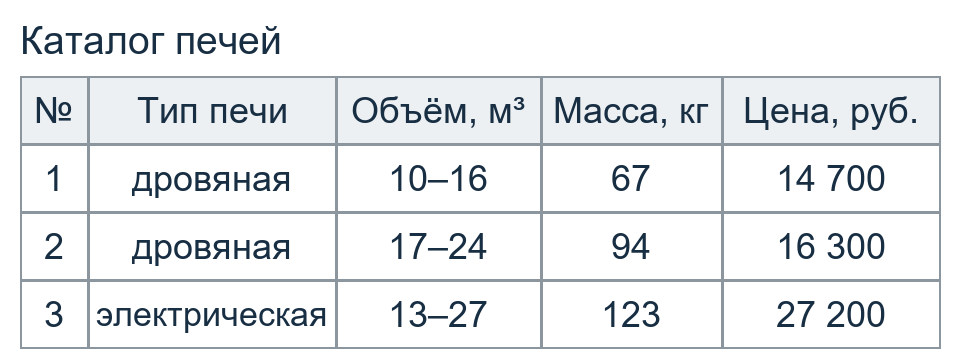 Каталог печей
№ Тип печи Объём, м³ Масса, кг Цена, руб.
1 дровяная 10–16 67 14 700
2 дровяная 17–24 94 16 300
3 электрическая 13–27 123 27 200